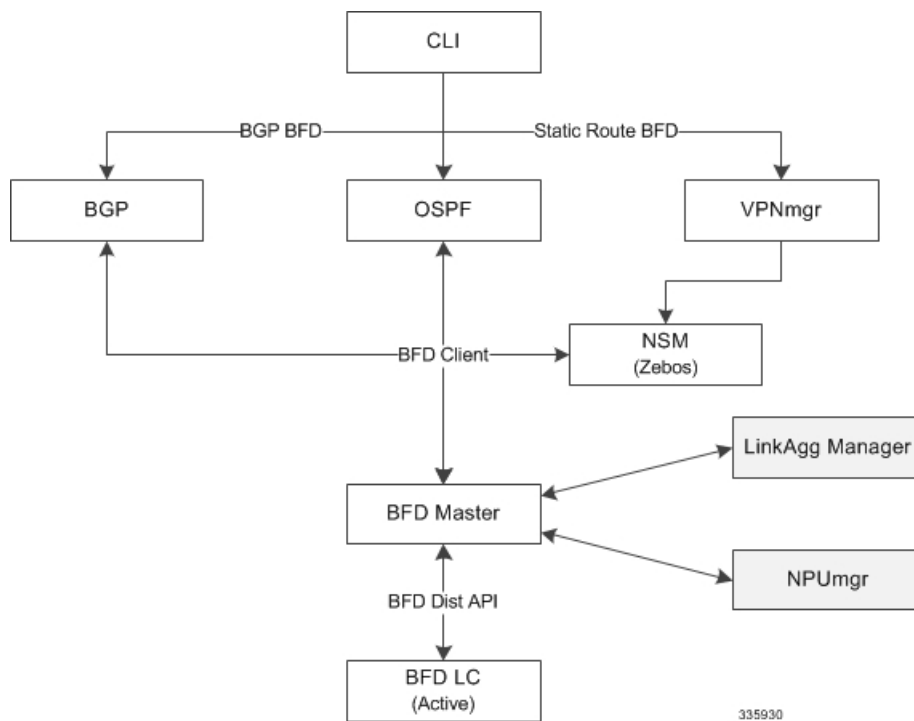 CLI
BGP BFD
Static Route BFD
BGP
OSPF
VPNmgr
NSM
(Zebos)
BFD Client
LinkAgg Manager
BFD Master
NPUmgr
BFD Dist API
BFD LC
(Active)
335930